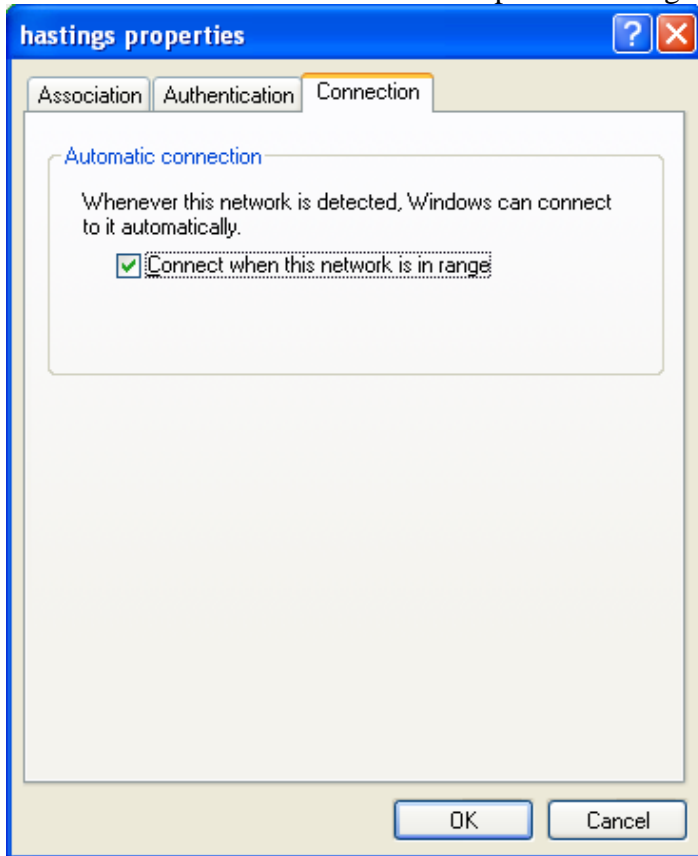 hastings properties
Association Authentication Connection
Automatic connection
Whenever this network is detected, Windows can connect
to it automatically.
Connect when this network is in range
OK Cancel